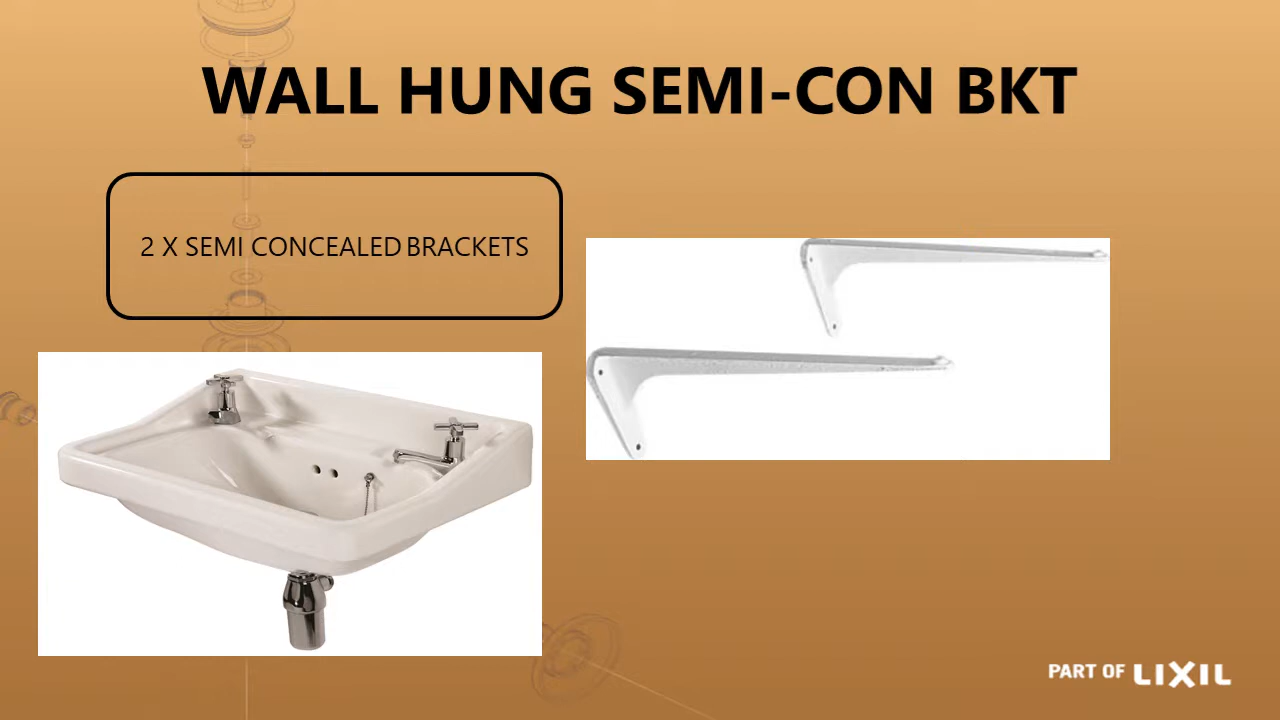 WALL HUNG SEMI-CON BKT
2 X SEMI CONCEALED BRACKETS
PART OF LIXIL